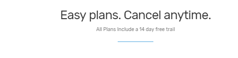 Easy plans. Cancel anytime.
All Plans include a 14 day free trail